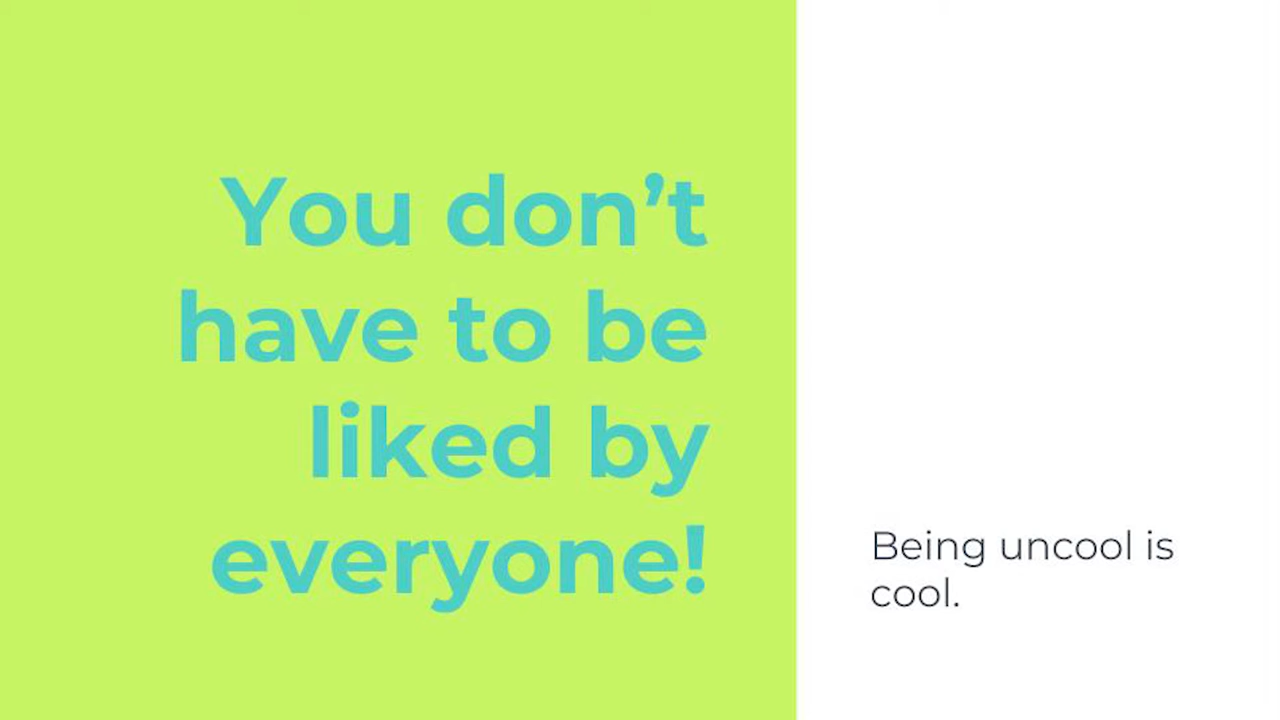 You don’t
have to be
liked by
everyone!
Being uncool is
cool.